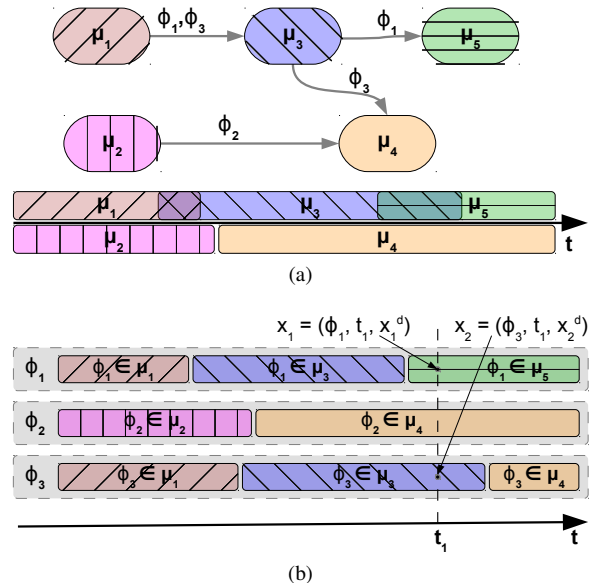 μ₁ ϕ₁,ϕ₃ μ₃ ϕ₁ μ₅
ϕ₃
μ₂ ϕ₂ μ₄
μ₁ μ₃ μ₅
μ₂ μ₄ t
(a)
x₁ = (ϕ₁, t₁, x₁ᵈ) x₂ = (ϕ₃, t₁, x₂ᵈ)
ϕ₁ ϕ₁ ∈ μ₁ ϕ₁ ∈ μ₃ ϕ₁ ∈ μ₅
ϕ₂ ϕ₂ ∈ μ₂ ϕ₂ ∈ μ₄
ϕ₃ ϕ₃ ∈ μ₁ ϕ₃ ∈ μ₃ ϕ₃ ∈ μ₄
t₁ t
(b)